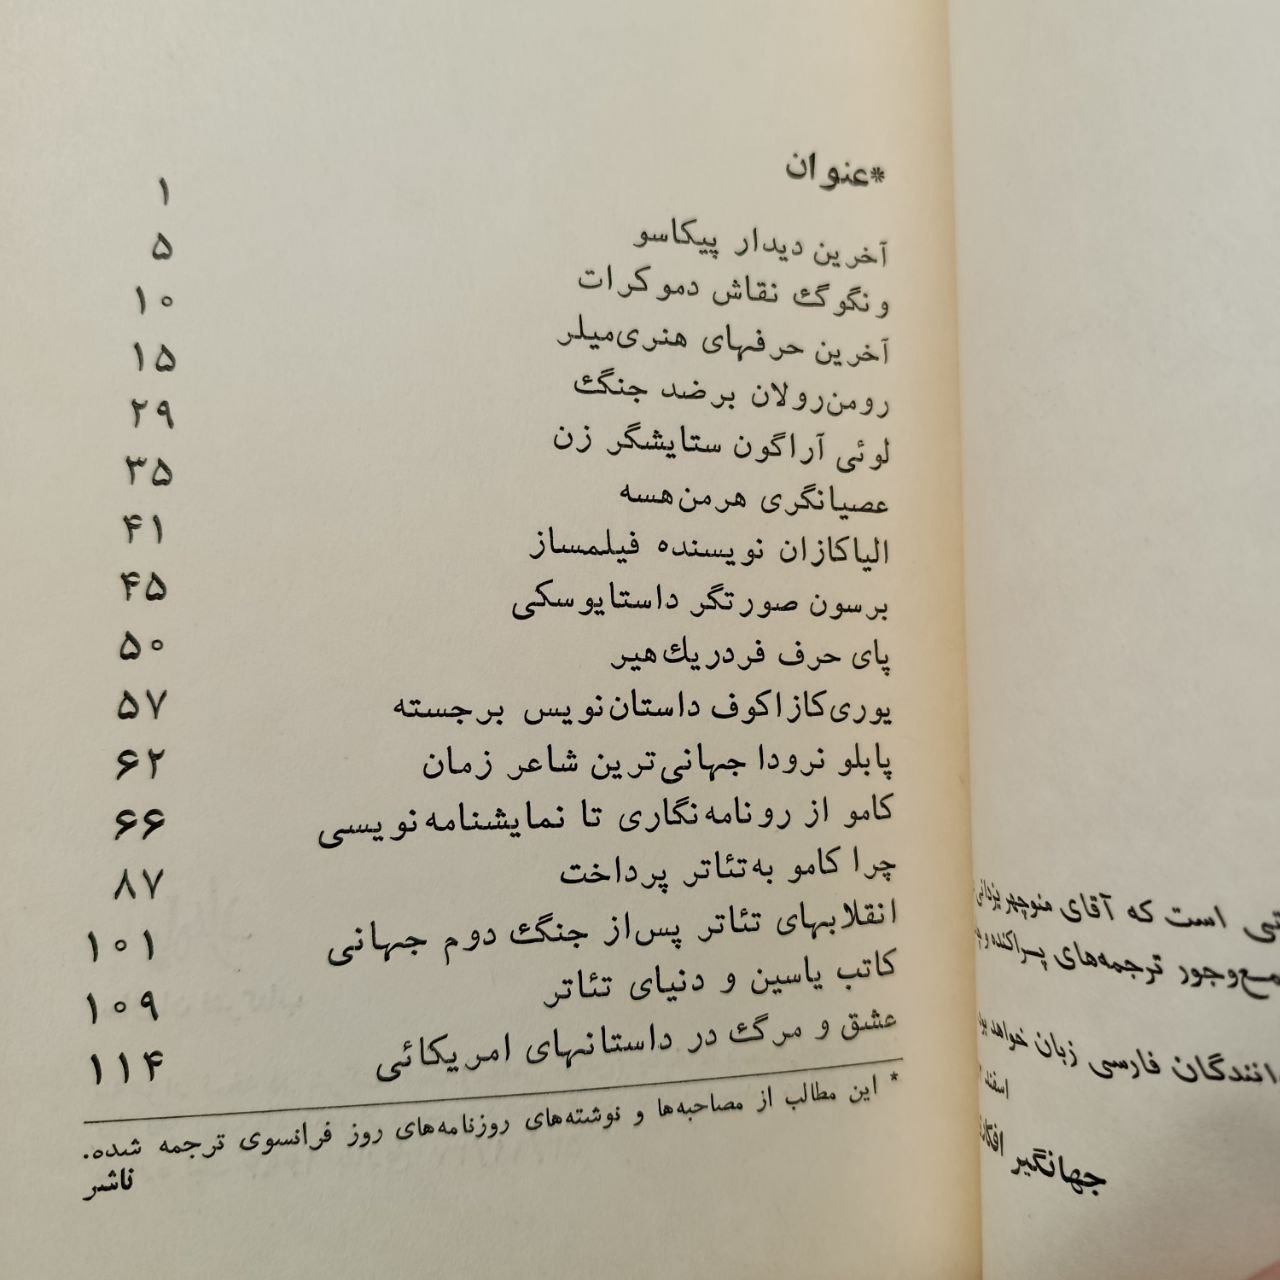 *عنوان
آخرین دیدار پیکاسو ۱
ونگوگ نقاش دموکرات ۵
آخرین حرفهای هنری‌میلر ۱۰
رومن‌رولان برضد جنگ ۱۵
لوئی آراگون ستایشگر زن ۲۹
عصیانگری هرمن‌هسه ۳۵
الیاکازان نویسنده فیلمساز ۴۱
برسون صورتگر داستایوسکی ۴۵
پای حرف فردریك‌هیر ۵۰
یوری‌کازاکوف داستان‌نویس برجسته ۵۷
پابلو نرودا جهانی‌ترین شاعر زمان ۶۲
کامو از رونامه‌نگاری تا نمایشنامه‌نویسی ۶۶
چرا کامو به‌تئاتر پرداخت ۸۷
انقلابهای تئاتر پس‌از جنگ دوم جهانی ۱۰۱
کاتب یاسین و دنیای تئاتر ۱۰۹
عشق و مرگ در داستانهای امریکائی ۱۱۴
* این مطالب از مصاحبه‌ها و نوشته‌های روزنامه‌های روز فرانسوی ترجمه شده.
ناشر
است که آقای منوچهر یزدانی
وجور ترجمه‌های پراکنده و
فارسی زبان خواهد بود
اسفند
جهانگیر